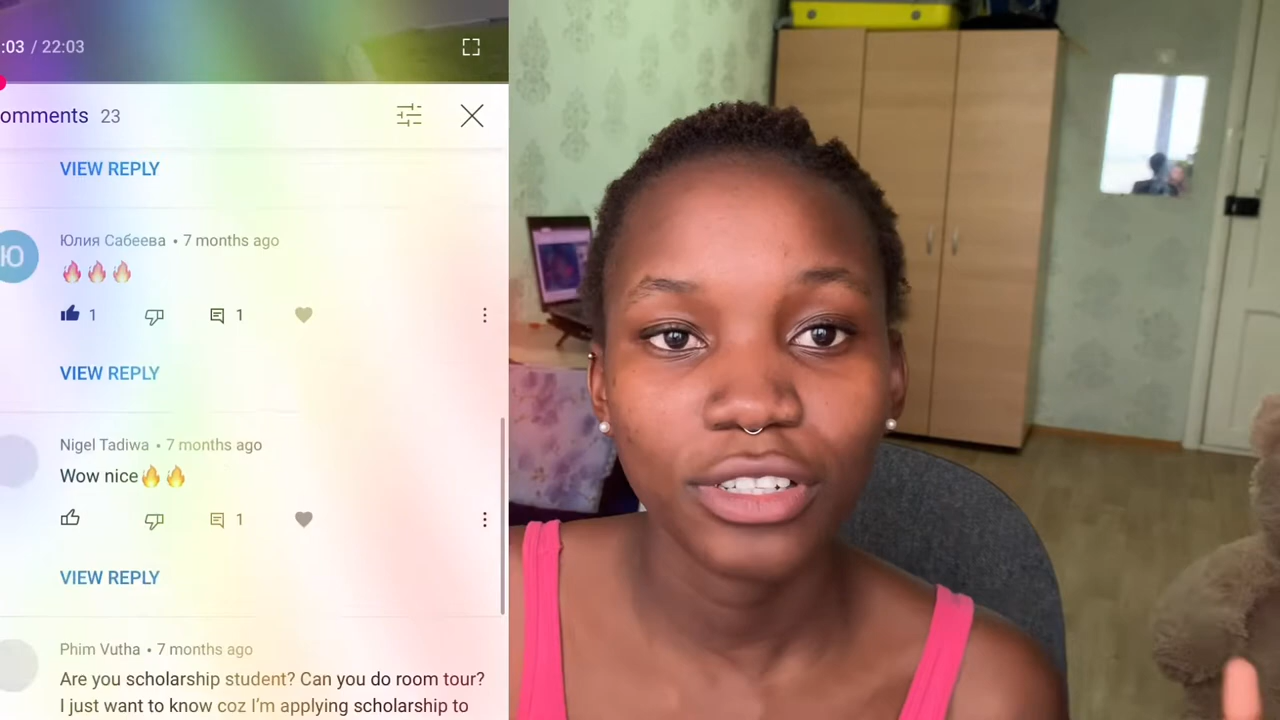 :03 / 22:03
omments 23
VIEW REPLY
Юлия Сабеева • 7 months ago
🔥🔥🔥
1 1
VIEW REPLY
Nigel Tadiwa • 7 months ago
Wow nice🔥🔥
1
VIEW REPLY
Phim Vutha • 7 months ago
Are you scholarship student? Can you do room tour?
I just want to know coz I'm applying scholarship to